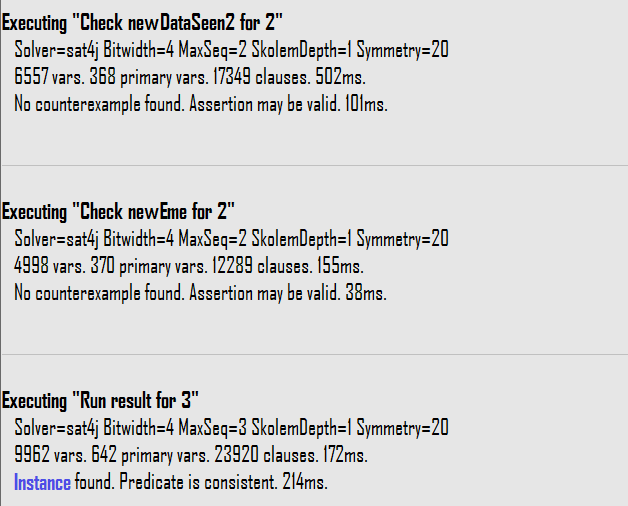 Executing "Check newDataSeen2 for 2"
Solver=sat4j Bitwidth=4 MaxSeq=2 SkolemDepth=1 Symmetry=20
6557 vars. 368 primary vars. 17349 clauses. 502ms.
No counterexample found. Assertion may be valid. 101ms.
Executing "Check newEme for 2"
Solver=sat4j Bitwidth=4 MaxSeq=2 SkolemDepth=1 Symmetry=20
4998 vars. 370 primary vars. 12289 clauses. 155ms.
No counterexample found. Assertion may be valid. 38ms.
Executing "Run result for 3"
Solver=sat4j Bitwidth=4 MaxSeq=3 SkolemDepth=1 Symmetry=20
9962 vars. 642 primary vars. 23920 clauses. 172ms.
Instance found. Predicate is consistent. 214ms.